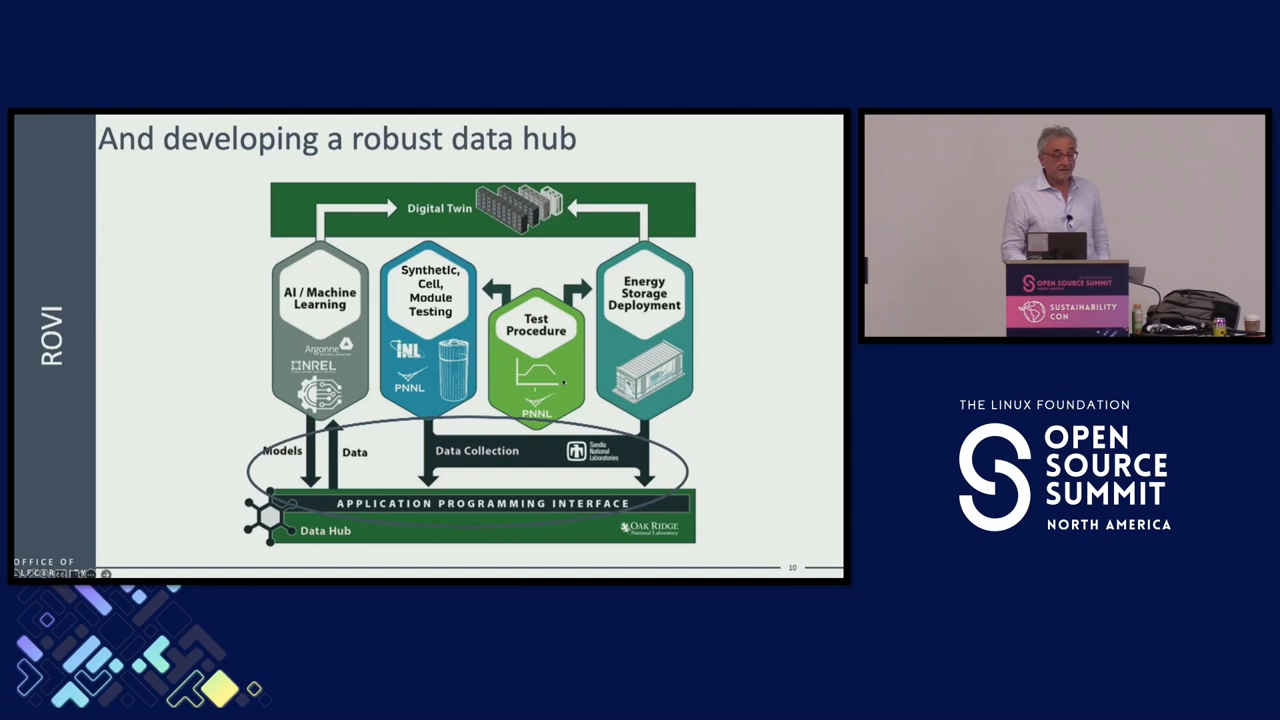 And developing a robust data hub
ROVI
Digital Twin
AI / Machine
Learning
Argonne
NREL
Synthetic,
Cell,
Module
Testing
INL
PNNL
Test
Procedure
PNNL
Energy
Storage
Deployment
Models
Data
Data Collection
Sandia
National
Laboratories
APPLICATION PROGRAMMING INTERFACE
Data Hub
OAK RIDGE
National Laboratory
OFFICE OF
10
OPEN SOURCE SUMMIT
SUSTAINABILITY
CON
THE LINUX FOUNDATION
OPEN
SOURCE
SUMMIT
NORTH AMERICA